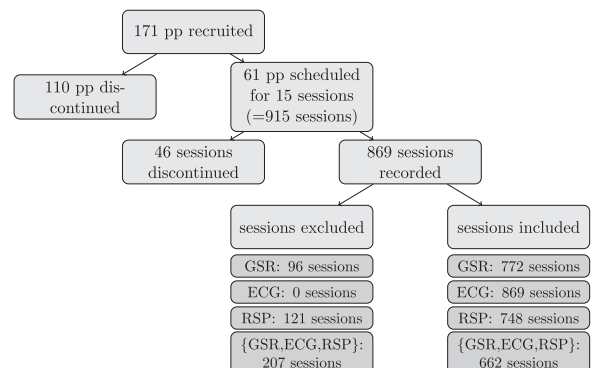 171 pp recruited
110 pp dis-
continued
61 pp scheduled
for 15 sessions
(=915 sessions)
46 sessions
discontinued
869 sessions
recorded
sessions excluded
GSR: 96 sessions
ECG: 0 sessions
RSP: 121 sessions
{GSR,ECG,RSP}:
207 sessions
sessions included
GSR: 772 sessions
ECG: 869 sessions
RSP: 748 sessions
{GSR,ECG,RSP}:
662 sessions